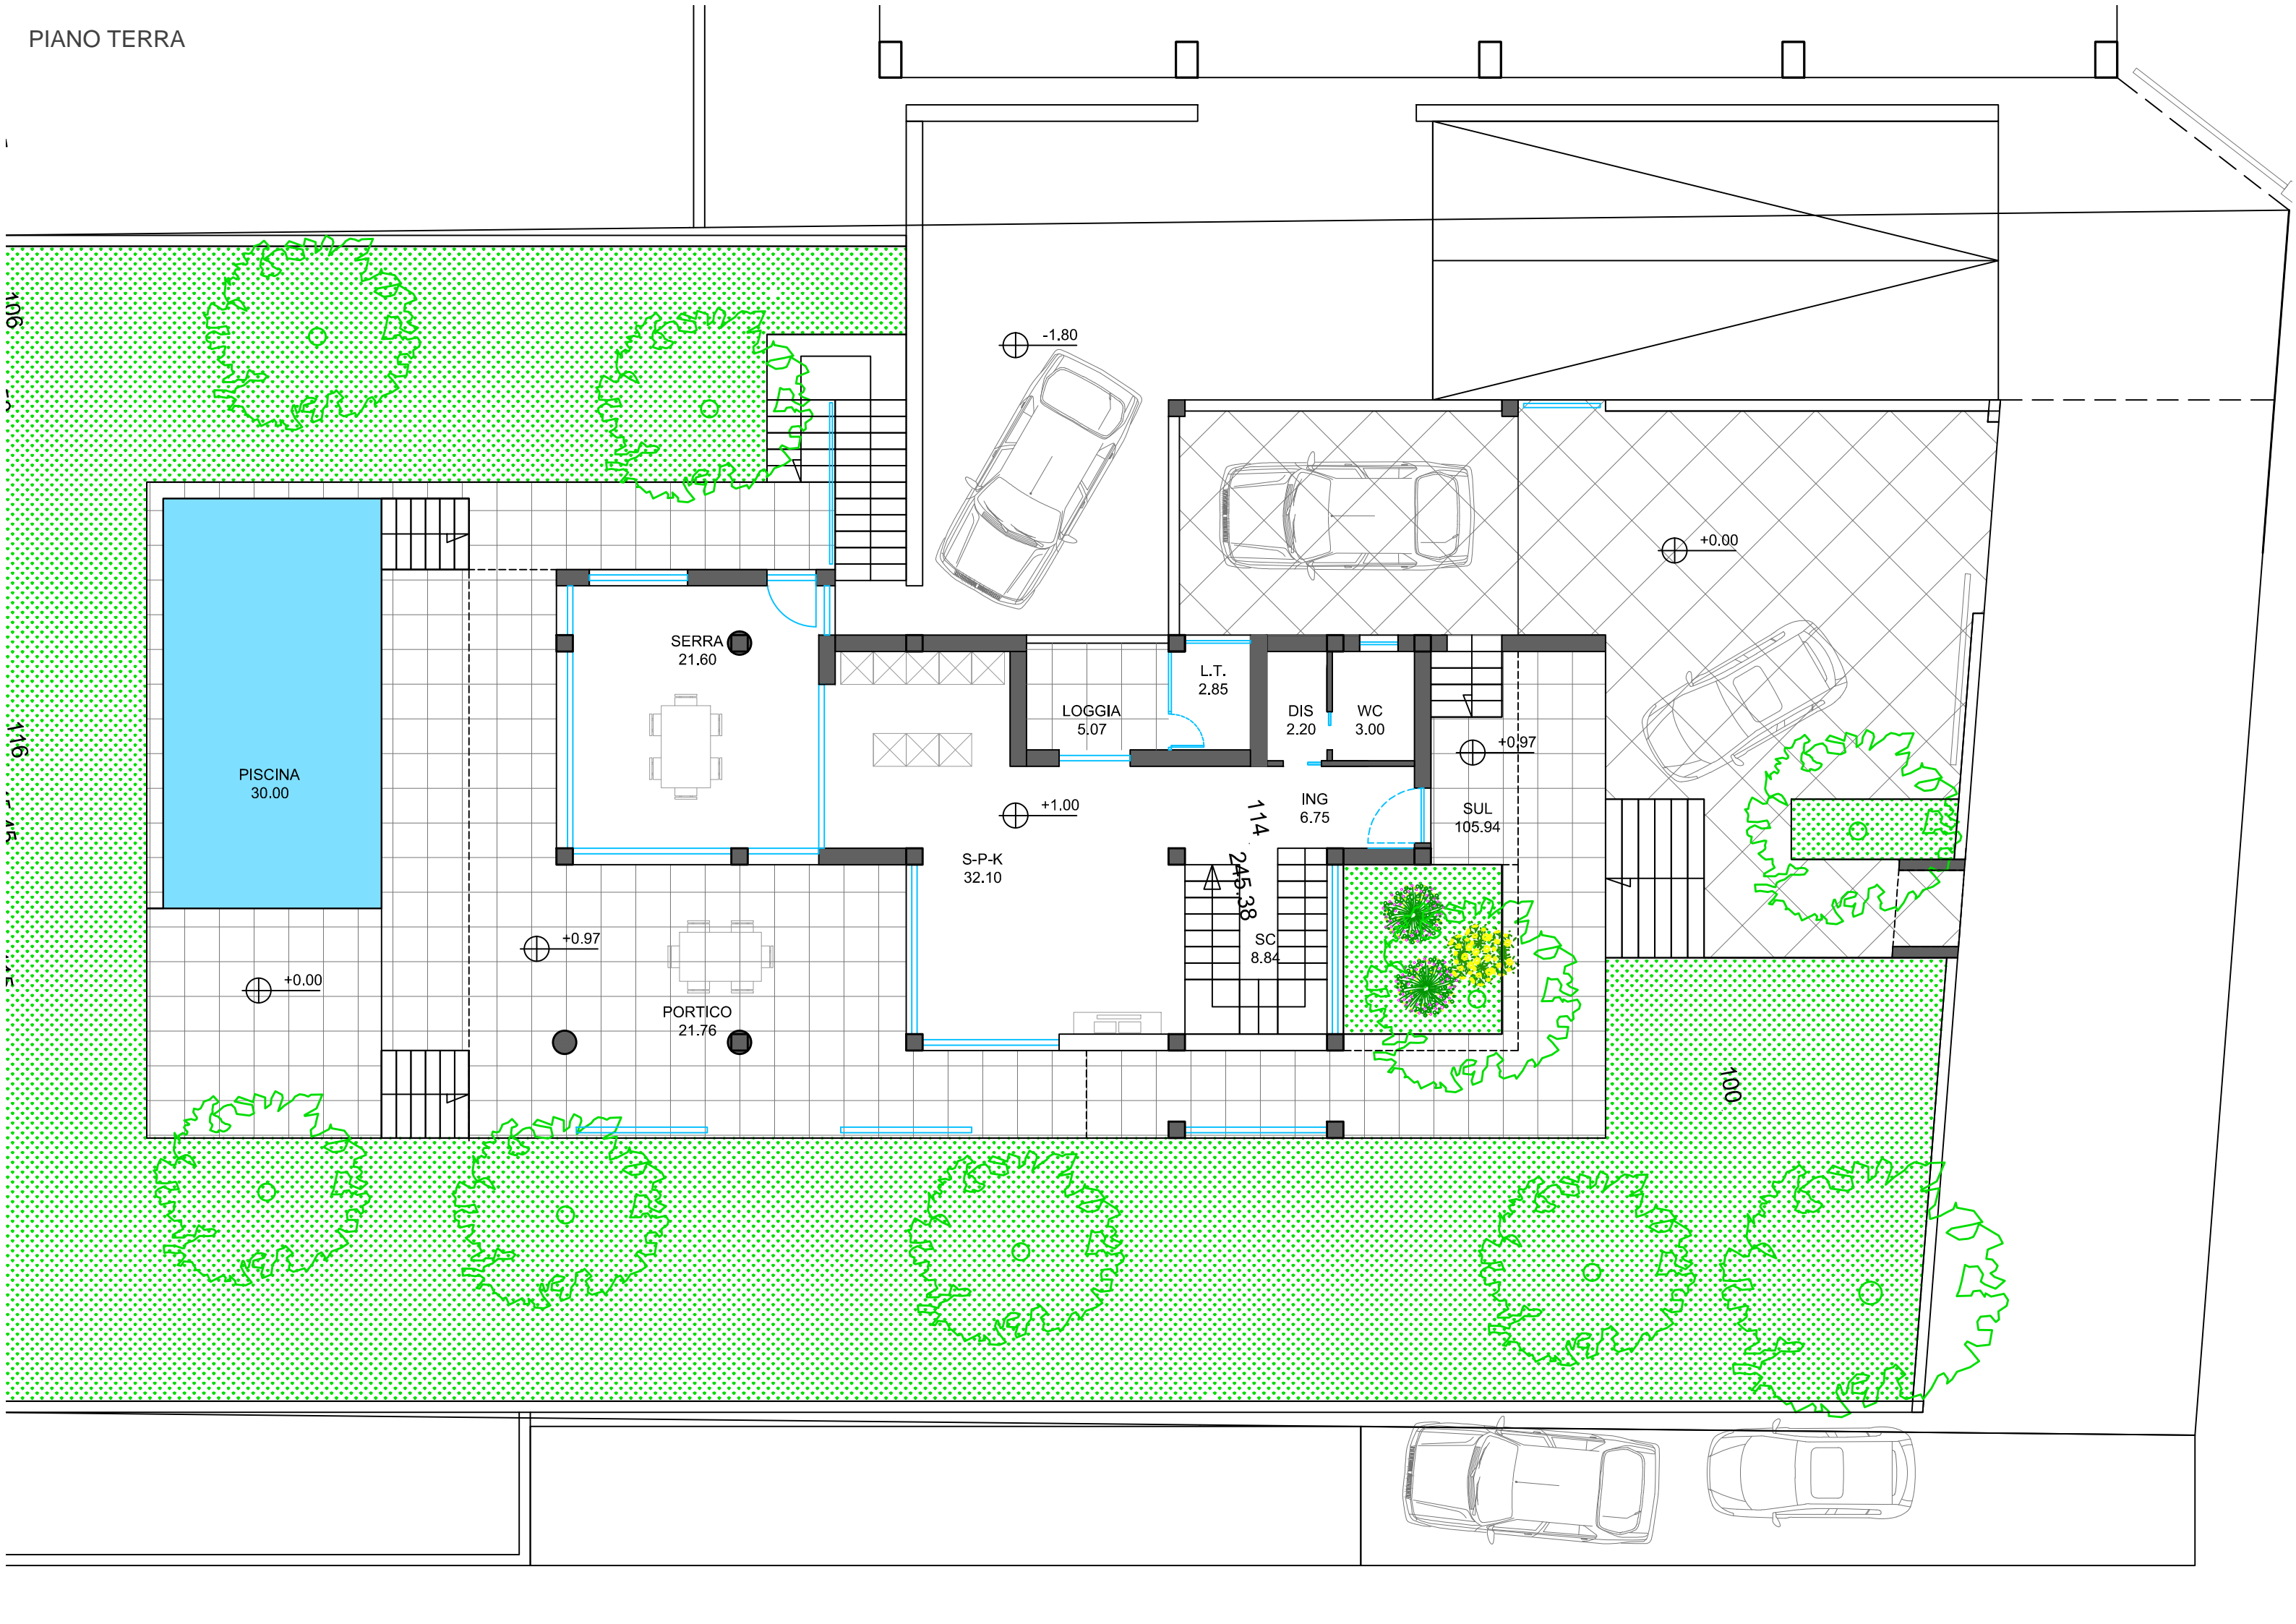 PIANO TERRA
106
-1.80
+0.00
SERRA
21.60
L.T.
2.85
LOGGIA
5.07
DIS
2.20
WC
3.00
116
+0.97
PISCINA
30.00
+1.00
114
ING
6.75
SUL
105.94
S-P-K
32.10
245.38
SC
8.84
+0.97
+0.00
PORTICO
21.76
100